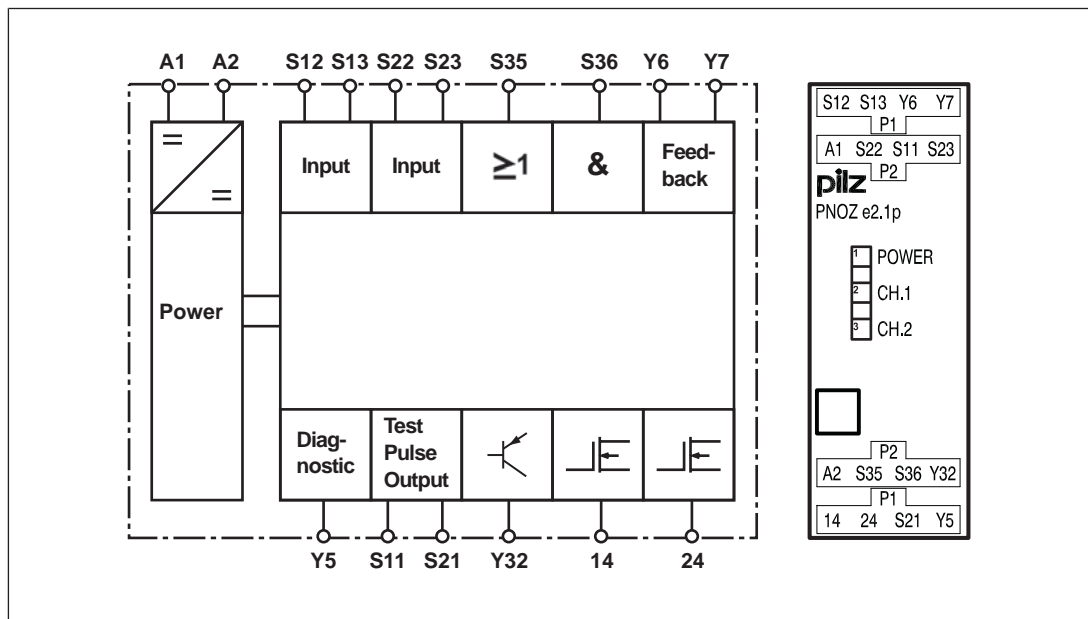 A1 A2 S12 S13 S22 S23 S35 S36 Y6 Y7
=
=
Power
Input
Input
≥1
&
Feed-
back
Diag-
nostic
Test
Pulse
Output
Y5 S11 S21 Y32 14 24
S12 S13 Y6 Y7
P1
A1 S22 S11 S23
P2
pilz
PNOZ e2.1p
1 POWER
2 CH.1
3 CH.2
P2
A2 S35 S36 Y32
P1
14 24 S21 Y5